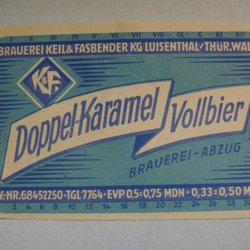 BRAUEREI KEIL & FASBENDER KG LUISENTHAL/THÜR.WA
K&F.
Doppel-Karamel
Vollbier
BRAUEREI-ABZUG
-NR.68452250·TGL 7764·EVP 0,5=0,75 MDN·0,33=0,50 M